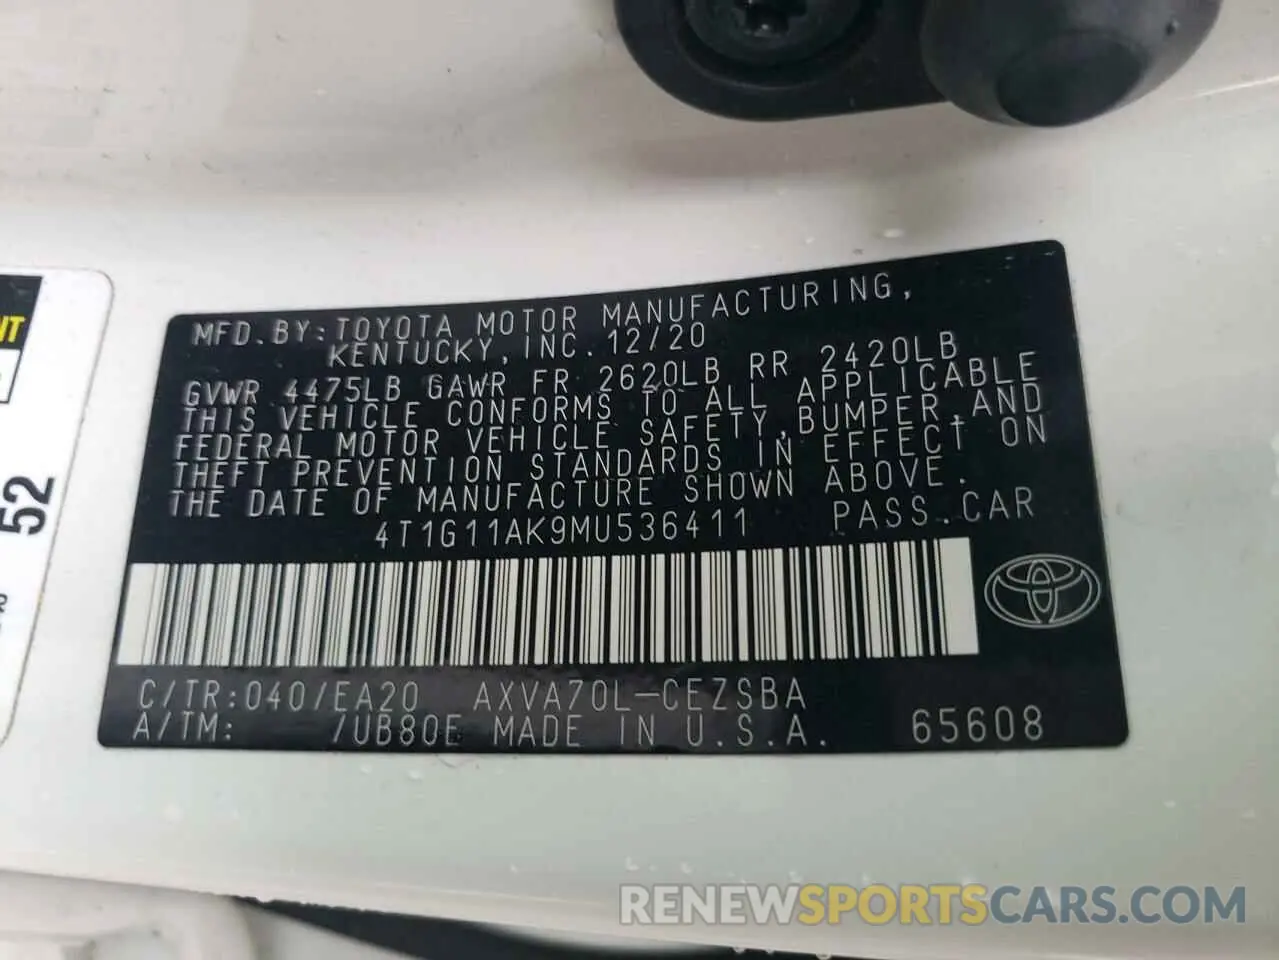 MFD. BY: TOYOTA MOTOR MANUFACTURING,
KENTUCKY, INC. 12/20
GVWR 4475LB GAWR FR 2620LB RR 2420LB
THIS VEHICLE CONFORMS TO ALL APPLICABLE
FEDERAL MOTOR VEHICLE SAFETY, BUMPER, AND
THEFT PREVENTION STANDARDS IN EFFECT ON
THE DATE OF MANUFACTURE SHOWN ABOVE.
4T1G11AK9MU536411 PASS. CAR
C/TR: 040/EA20 AXVA70L-CEZSBA
A/TM: /UB80E MADE IN U.S.A. 65608
NT
52
RENEWSPORTSCARS.COM